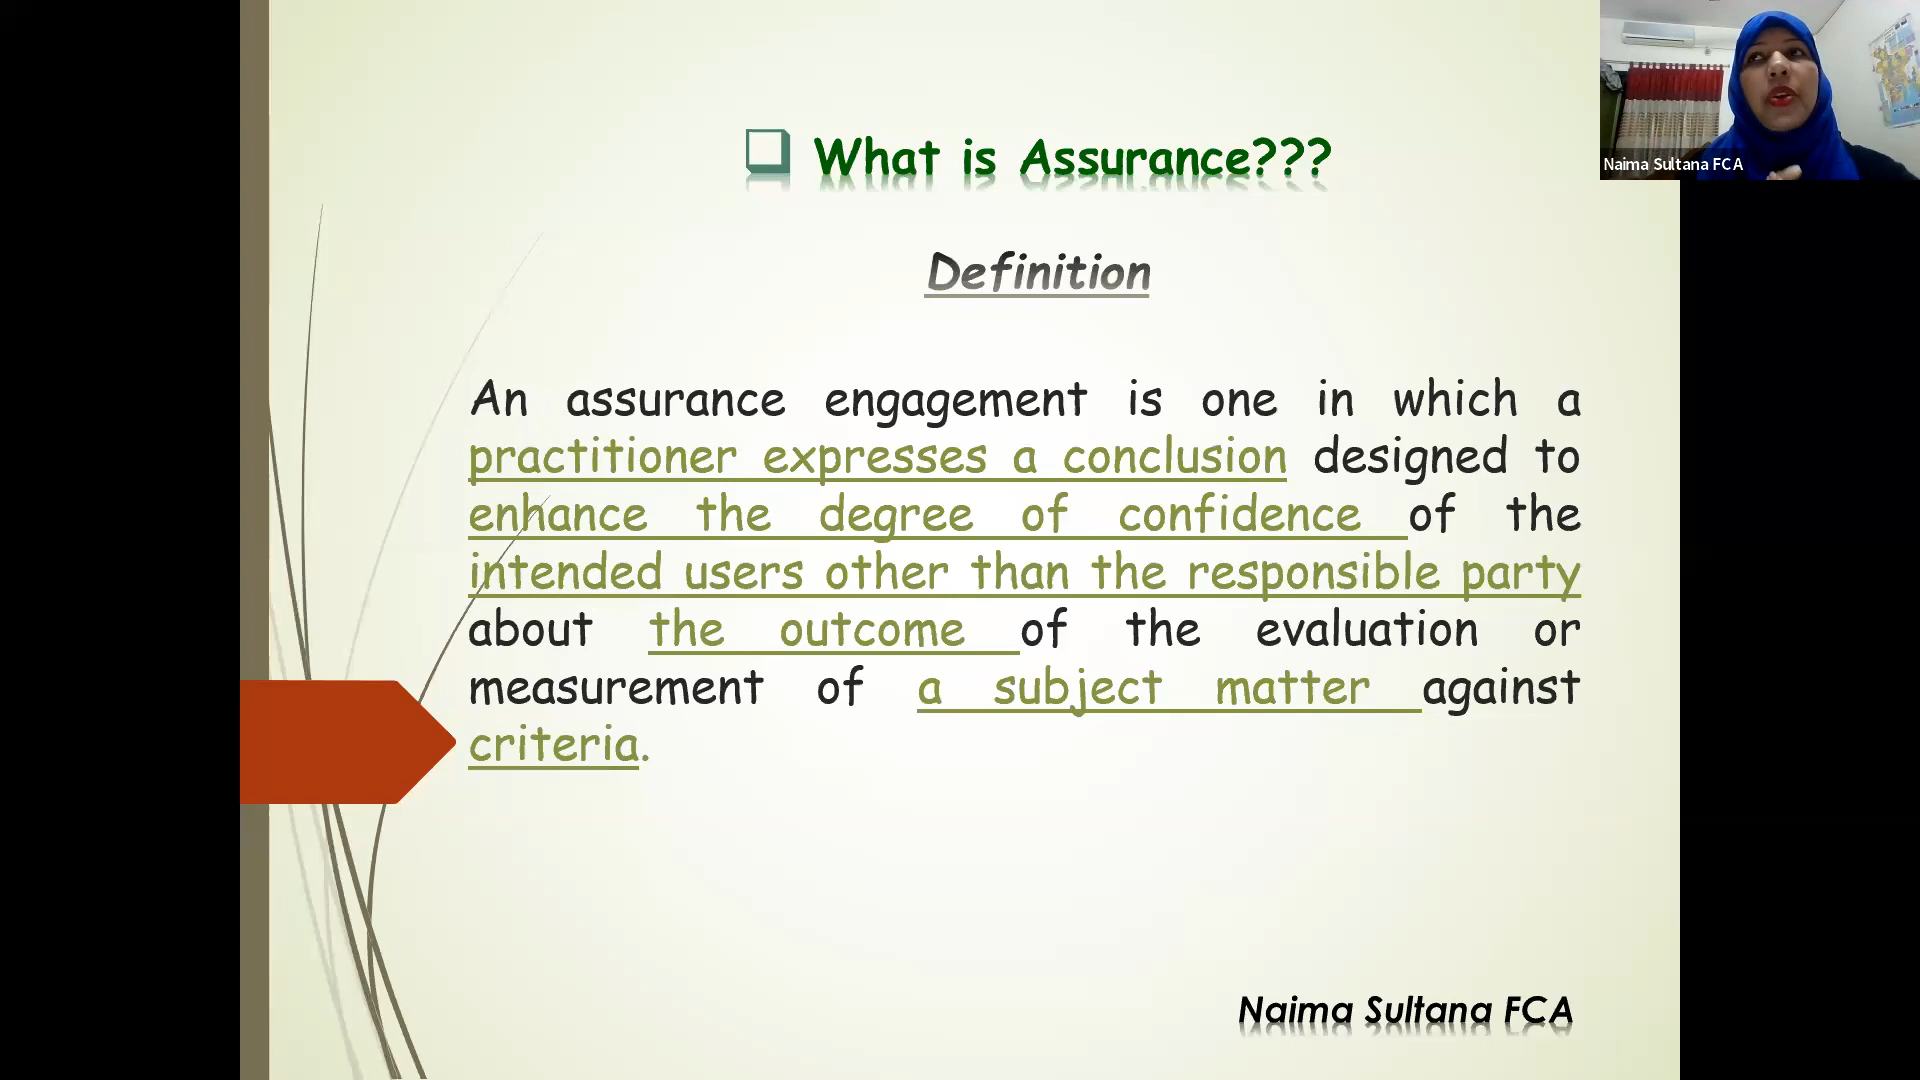 What is Assurance???
Naima Sultana FCA
Definition
An assurance engagement is one in which a
practitioner expresses a conclusion designed to
enhance the degree of confidence of the
intended users other than the responsible party
about the outcome of the evaluation or
measurement of a subject matter against
criteria.
Naima Sultana FCA